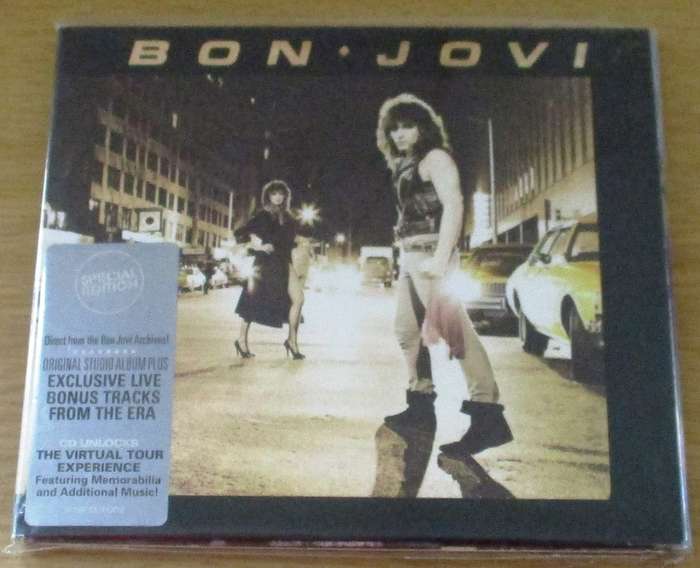 BON • JOVI
SPECIAL
EDITION
Direct from the Bon Jovi Archives!
ORIGINAL STUDIO ALBUM PLUS
EXCLUSIVE LIVE
BONUS TRACKS
FROM THE ERA
CD UNLOCKS
THE VIRTUAL TOUR
EXPERIENCE
Featuring Memorabilia
and Additional Music!